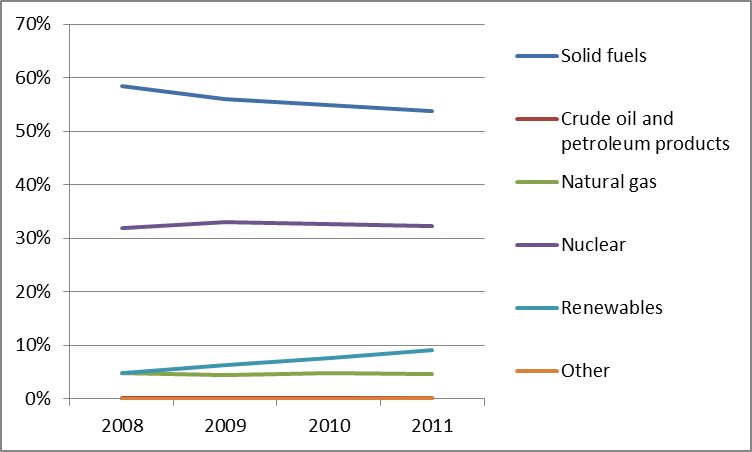 70%
60%
50%
40%
30%
20%
10%
0%
2008 2009 2010 2011
Solid fuels
Crude oil and
petroleum products
Natural gas
Nuclear
Renewables
Other